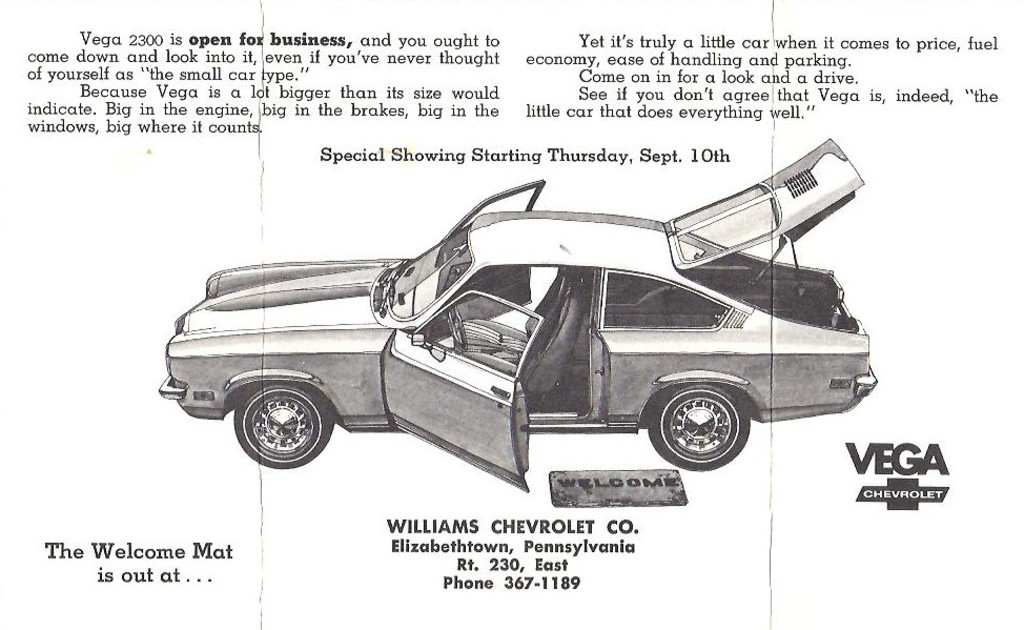 Vega 2300 is open for business, and you ought to
come down and look into it, even if you've never thought
of yourself as "the small car type."
Because Vega is a lot bigger than its size would
indicate. Big in the engine, big in the brakes, big in the
windows, big where it counts.
Yet it's truly a little car when it comes to price, fuel
economy, ease of handling and parking.
Come on in for a look and a drive.
See if you don't agree that Vega is, indeed, "the
little car that does everything well."
Special Showing Starting Thursday, Sept. 10th
WELCOME
VEGA
CHEVROLET
The Welcome Mat
is out at...
WILLIAMS CHEVROLET CO.
Elizabethtown, Pennsylvania
Rt. 230, East
Phone 367-1189